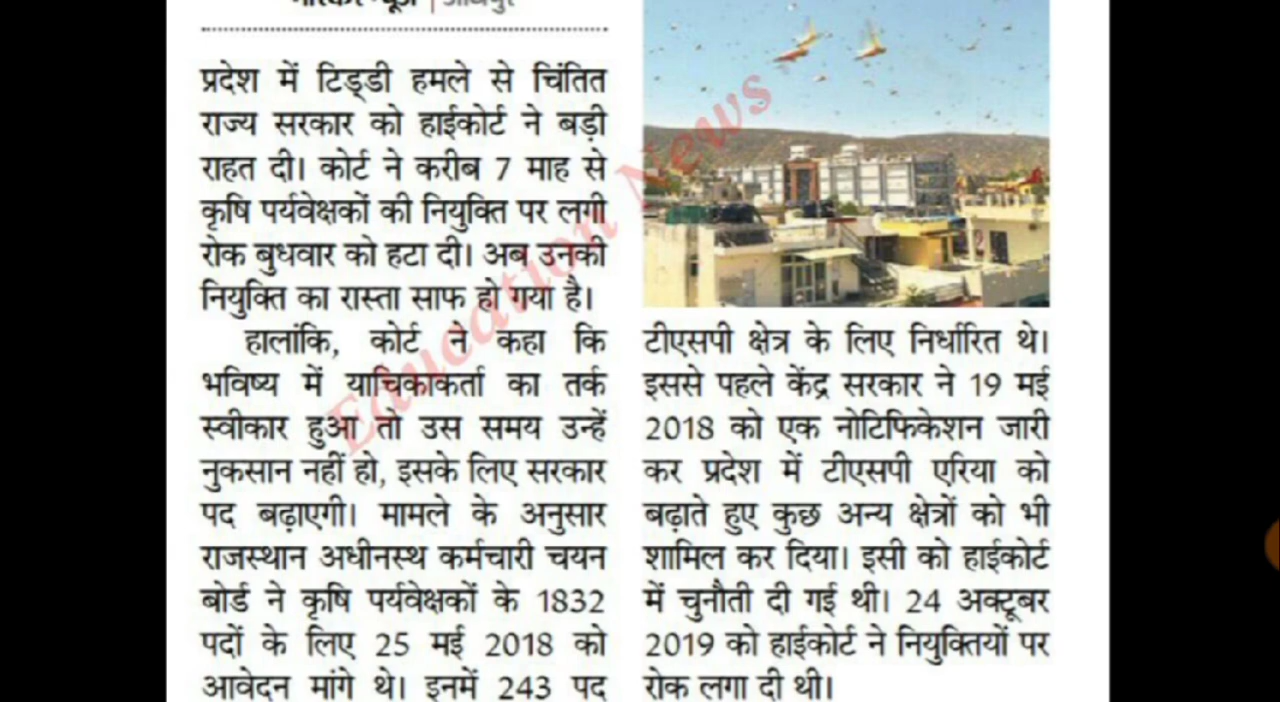 प्रदेश में टिड्डी हमले से चिंतित
राज्य सरकार को हाईकोर्ट ने बड़ी
राहत दी। कोर्ट ने करीब 7 माह से
कृषि पर्यवेक्षकों की नियुक्ति पर लगी
रोक बुधवार को हटा दी। अब उनकी
नियुक्ति का रास्ता साफ हो गया है।
हालांकि, कोर्ट ने कहा कि
भविष्य में याचिकाकर्ता का तर्क
स्वीकार हुआ तो उस समय उन्हें
नुकसान नहीं हो, इसके लिए सरकार
पद बढ़ाएगी। मामले के अनुसार
राजस्थान अधीनस्थ कर्मचारी चयन
बोर्ड ने कृषि पर्यवेक्षकों के 1832
पदों के लिए 25 मई 2018 को
आवेदन मांगे थे। इनमें 243 पद
टीएसपी क्षेत्र के लिए निर्धारित थे।
इससे पहले केंद्र सरकार ने 19 मई
2018 को एक नोटिफिकेशन जारी
कर प्रदेश में टीएसपी एरिया को
बढ़ाते हुए कुछ अन्य क्षेत्रों को भी
शामिल कर दिया। इसी को हाईकोर्ट
में चुनौती दी गई थी। 24 अक्टूबर
2019 को हाईकोर्ट ने नियुक्तियों पर
रोक लगा दी थी।
Education News